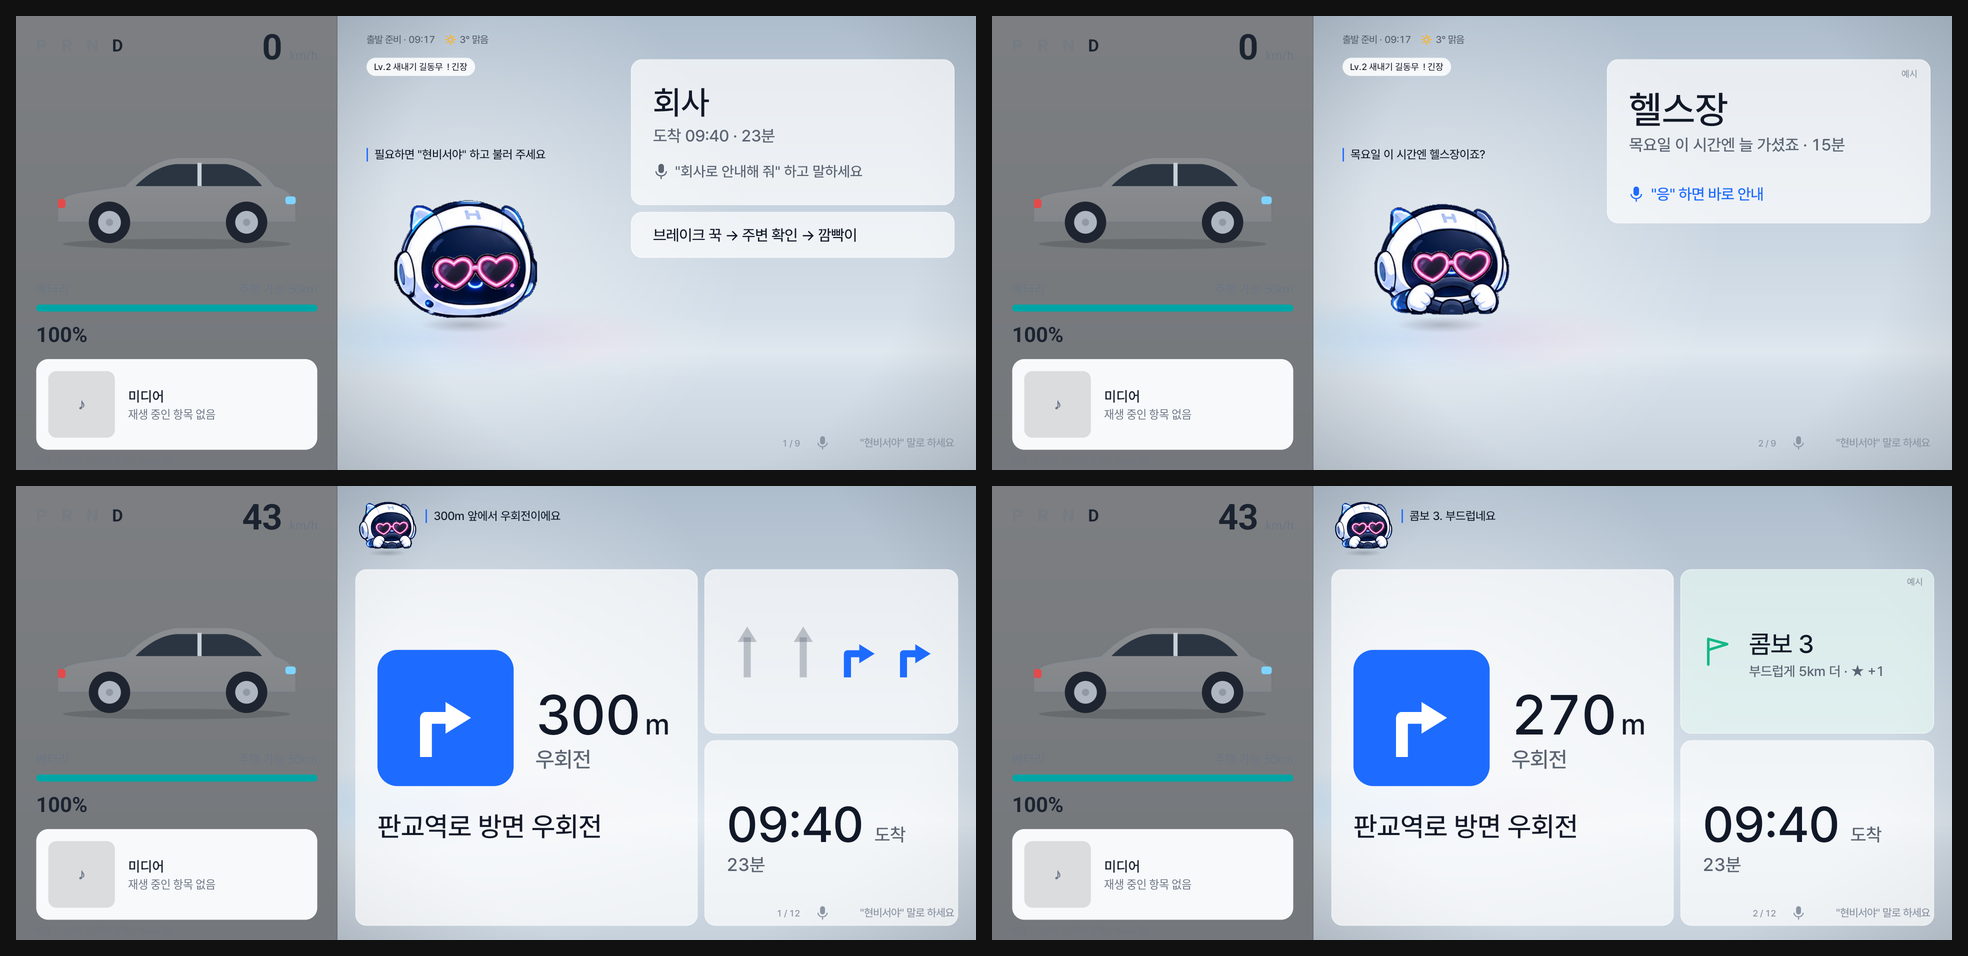 P R N D
0 km/h
100%
♪
미디어
재생 중인 항목 없음
출발 준비 · 09:17 3° 맑음
Lv.2 새내기 길동무 ! 긴장
필요하면 "현비서야" 하고 불러 주세요
H
회사
도착 09:40 · 23분
"회사로 안내해 줘" 하고 말하세요
브레이크 꾹 → 주변 확인 → 깜빡이
1 / 9
"현비서야" 말로 하세요
P R N D
0 km/h
100%
♪
미디어
재생 중인 항목 없음
출발 준비 · 09:17 3° 맑음
Lv.2 새내기 길동무 ! 긴장
목요일 이 시간엔 헬스장이죠?
H
예시
헬스장
목요일 이 시간엔 늘 가셨죠 · 15분
"응" 하면 바로 안내
2 / 9
"현비서야" 말로 하세요
P R N D
43 km/h
100%
♪
미디어
재생 중인 항목 없음
300m 앞에서 우회전이에요
300 m
우회전
판교역로 방면 우회전
09:40 도착
23분
1 / 12
"현비서야" 말로 하세요
P R N D
43 km/h
100%
♪
미디어
재생 중인 항목 없음
콤보 3. 부드럽네요
270 m
우회전
판교역로 방면 우회전
예시
콤보 3
부드럽게 5km 더 · ★ +1
09:40 도착
23분
2 / 12
"현비서야" 말로 하세요